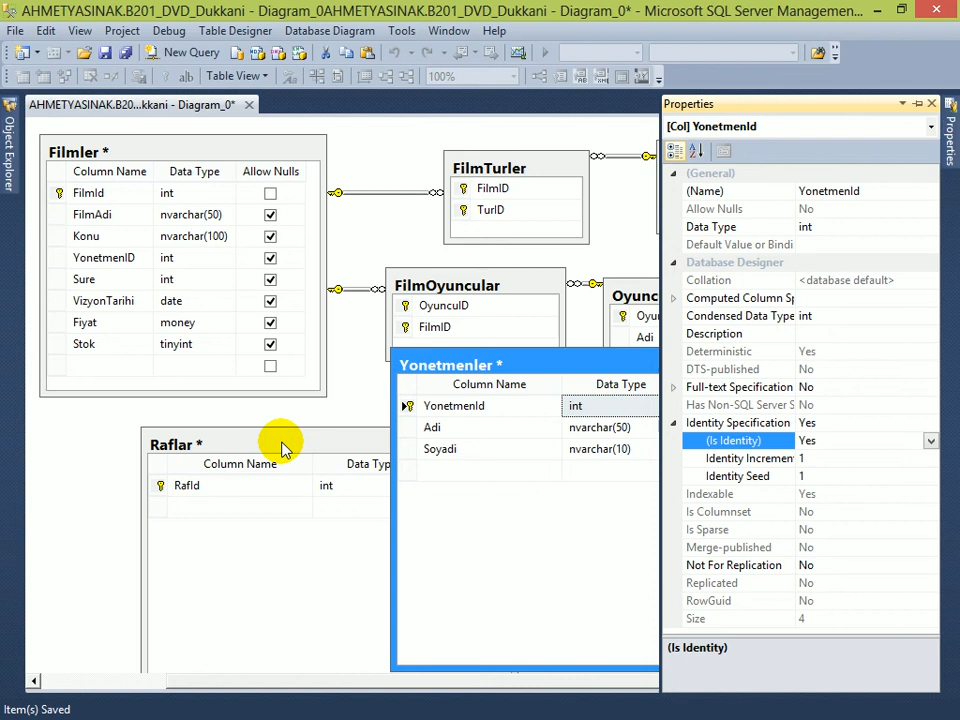 AHMETYASINAK.B201_DVD_Dukkani - Diagram_0AHMETYASINAK.B201_DVD_Dukkani - Diagram_0* - Microsoft SQL Server Managemen...
File Edit View Project Debug Table Designer Database Diagram Tools Window Help
New Query
Table View 100%
AHMETYASINAK.B20...kkani - Diagram_0*
Object Explorer
Filmler *
Column Name Data Type Allow Nulls
FilmId int
FilmAdi nvarchar(50)
Konu nvarchar(100)
YonetmenID int
Sure int
VizyonTarihi date
Fiyat money
Stok tinyint
FilmTurler
FilmID
TurID
FilmOyuncular
OyuncuID
FilmID
Oyunc
Oyu
Adi
Yonetmenler *
Column Name Data Type
YonetmenId int
Adi nvarchar(50)
Soyadi nvarchar(10)
Raflar *
Column Name Data Typ
RafId int
Properties
[Col] YonetmenId
(General)
(Name) YonetmenId
Allow Nulls No
Data Type int
Default Value or Bindi
Database Designer
Collation <database default>
Computed Column Sp
Condensed Data Type int
Description
Deterministic Yes
DTS-published No
Full-text Specification No
Has Non-SQL Server S No
Identity Specification Yes
(Is Identity) Yes
Identity Incremen 1
Identity Seed 1
Indexable Yes
Is Columnset No
Is Sparse No
Merge-published No
Not For Replication No
Replicated No
RowGuid No
Size 4
(Is Identity)
Properties
Item(s) Saved